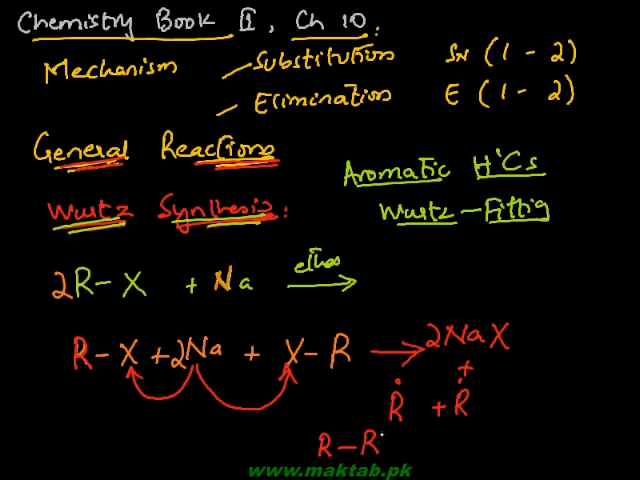 Chemistry Book II, Ch 10:
Mechanism Substitution SN (1 - 2)
Elimination E (1 - 2)
General Reactions
Aromatic H'Cs
Wurtz Synthesis:
Wurtz - Fittig
2R - X + Na ether →
R - X + 2Na + X - R → 2NaX
+
Ṙ + Ṙ
R - R
www.maktab.pk